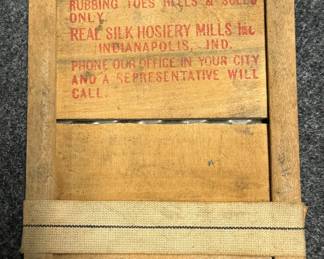 RUBBING TOES HEELS & SOLES
ONLY.
REAL SILK HOSIERY MILLS Inc
INDIANAPOLIS, IND.
PHONE OUR OFFICE IN YOUR CITY
AND A REPRESENTATIVE WILL
CALL.